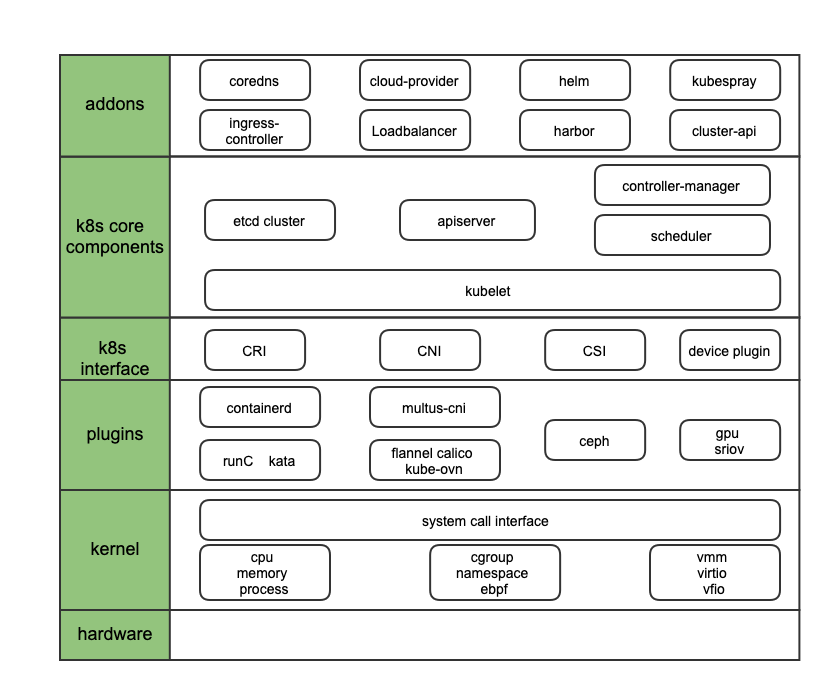 addons
coredns
cloud-provider
helm
kubespray
ingress-
controller
Loadbalancer
harbor
cluster-api
k8s core
components
controller-manager
etcd cluster
apiserver
scheduler
kubelet
k8s
interface
CRI
CNI
CSI
device plugin
plugins
containerd
multus-cni
runC kata
flannel calico
kube-ovn
ceph
gpu
sriov
kernel
system call interface
cpu
memory
process
cgroup
namespace
ebpf
vmm
virtio
vfio
hardware